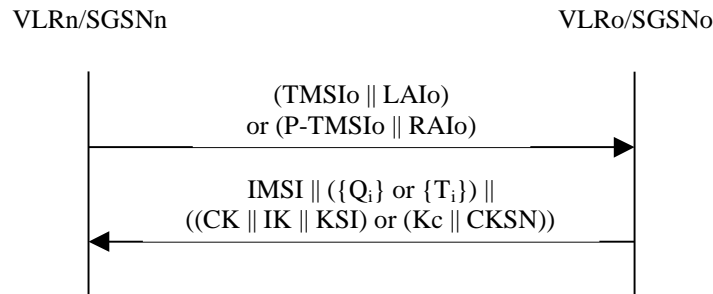 VLRn/SGSNn
VLRo/SGSNo
(TMSIo || LAIo)
or (P-TMSIo || RAIo)
IMSI || ({Qi} or {Ti}) ||
((CK || IK || KSI) or (Kc || CKSN))